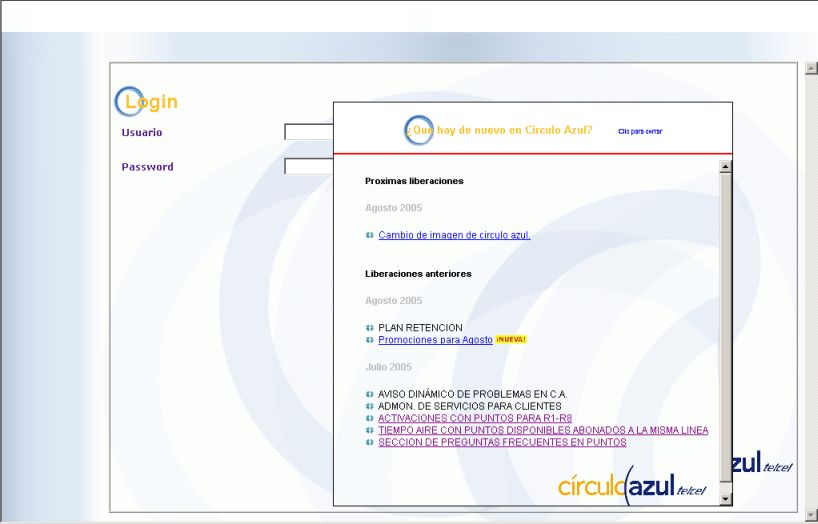 Login
Usuario
Password
¿Qué hay de nuevo en Circulo Azul?
Clic para cerrar
Proximas liberaciones
Agosto 2005
Cambio de imagen de circulo azul.
Liberaciones anteriores
Agosto 2005
PLAN RETENCION
Promociones para Agosto ¡NUEVA!
Julio 2005
AVISO DINÁMICO DE PROBLEMAS EN C.A.
ADMON. DE SERVICIOS PARA CLIENTES
ACTIVACIONES CON PUNTOS PARA R1-R8
TIEMPO AIRE CON PUNTOS DISPONIBLES ABONADOS A LA MISMA LINEA
SECCION DE PREGUNTAS FRECUENTES EN PUNTOS
círculo azul telcel
azul telcel